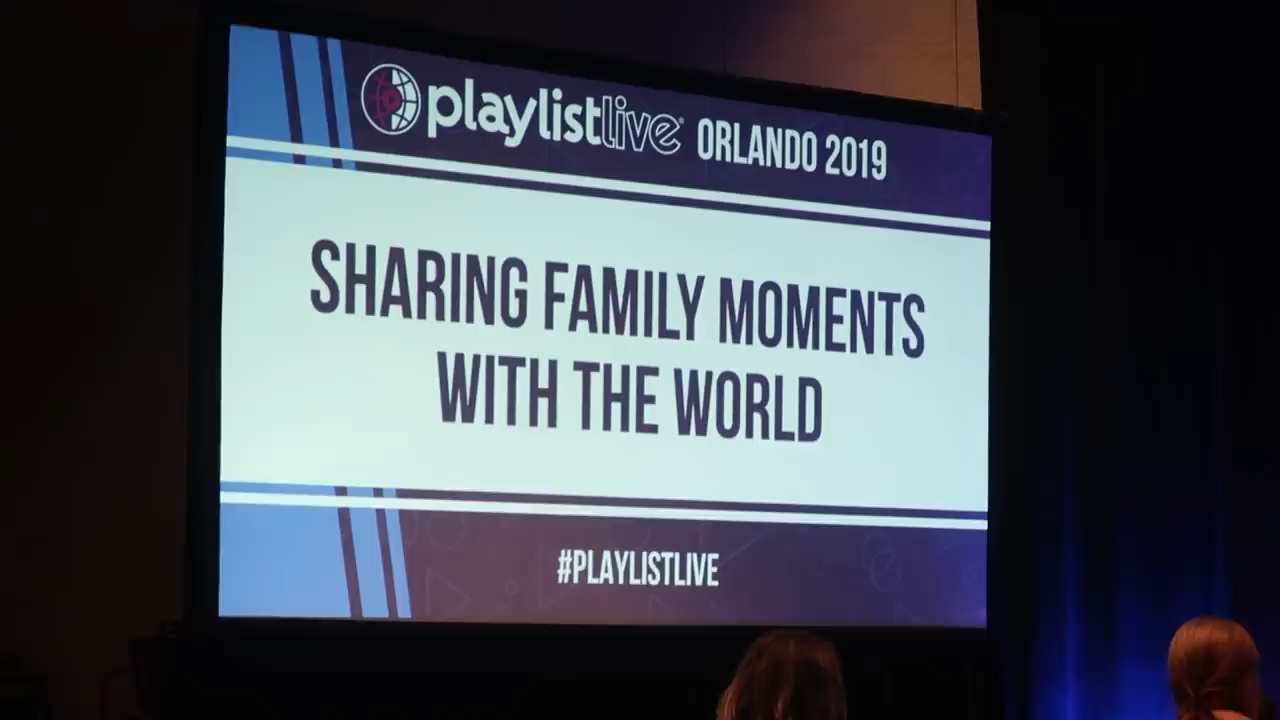 playlistlive ORLANDO 2019
SHARING FAMILY MOMENTS
WITH THE WORLD
#PLAYLISTLIVE